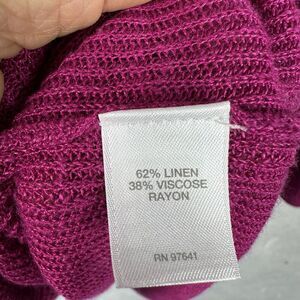 62% LINEN
38% VISCOSE
RAYON
RN 97641